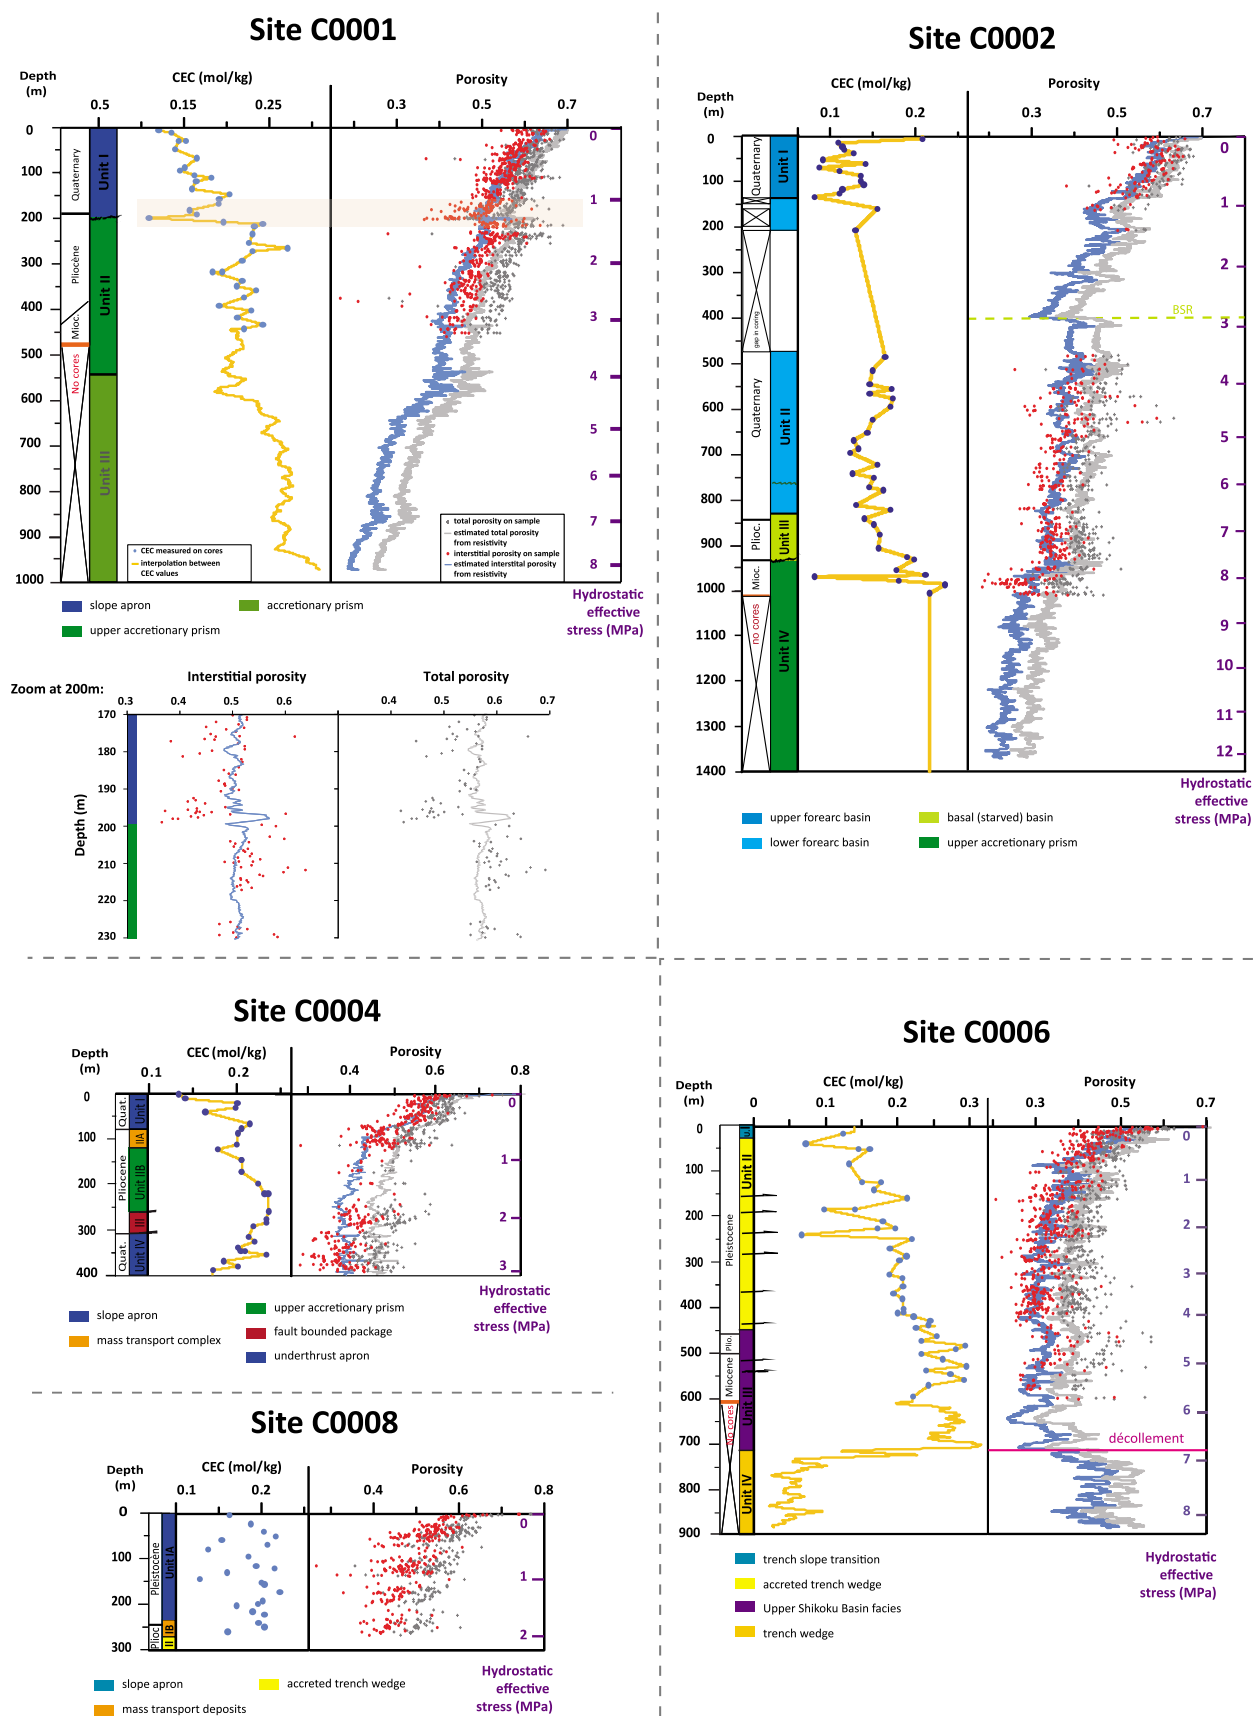 Site C0001
Depth
(m)
CEC (mol/kg)
Porosity
0.5
0.15
0.25
0.3
0.5
0.7
0
100
200
300
400
500
600
700
800
900
1000
Quaternary
Pliocène
Mioc.
No cores
Unit I
Unit II
Unit III
0
1
2
3
4
5
6
7
8
CEC measured on cores
interpolation between
CEC values
total porosity on sample
estimated total porosity
from resistivity
interstitial porosity on sample
estimated interstital porosity
from resistivity
slope apron
accretionary prism
upper accretionary prism
Hydrostatic
effective
stress (MPa)
Zoom at 200m:
Interstitial porosity
Total porosity
0.3
0.4
0.5
0.6
0.4
0.5
0.6
0.7
Depth (m)
170
180
190
200
210
220
230
Site C0002
Depth
(m)
CEC (mol/kg)
Porosity
0.1
0.2
0.3
0.5
0.7
0
100
200
300
400
500
600
700
800
900
1000
1100
1200
1300
1400
Quaternary
gap in coring
Quaternary
Plioc.
Mioc.
no cores
Unit I
Unit II
Unit III
Unit IV
BSR
0
1
2
3
4
5
6
7
8
9
10
11
12
Hydrostatic
effective
stress (MPa)
upper forearc basin
basal (starved) basin
lower forearc basin
upper accretionary prism
Site C0004
Depth
(m)
CEC (mol/kg)
Porosity
0.1
0.2
0.4
0.6
0.8
0
100
200
300
400
Quat.
Pliocene
Quat.
Unit I
IIA
Unit IIB
III
Unit IV
0
1
2
3
Hydrostatic
effective
stress (MPa)
slope apron
upper accretionary prism
mass transport complex
fault bounded package
underthrust apron
Site C0006
Depth
(m)
CEC (mol/kg)
Porosity
0
0.1
0.2
0.3
0.3
0.5
0.7
0
100
200
300
400
500
600
700
800
900
Pleistocene
Plio.
Miocene
No cores
Unit II
Unit III
Unit IV
décollement
0
1
2
3
4
5
6
7
8
Hydrostatic
effective
stress (MPa)
trench slope transition
accreted trench wedge
Upper Shikoku Basin facies
trench wedge
Site C0008
Depth
(m)
CEC (mol/kg)
Porosity
0.1
0.2
0.4
0.6
0.8
0
100
200
300
Pleistocène
Plioc
Unit IA
IB
II
0
1
2
Hydrostatic
effective
stress (MPa)
slope apron
accreted trench wedge
mass transport deposits